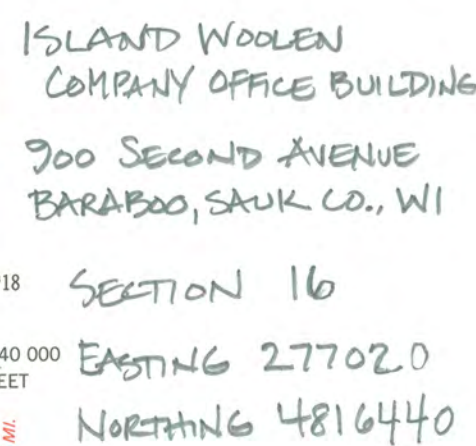 ISLAND WOOLEN
COMPANY OFFICE BUILDING
900 SECOND AVENUE
BARABOO, SAUK CO., WI
18
SECTION 16
40 000
EET
EASTING 277020
NORTHING 4816440
MI.